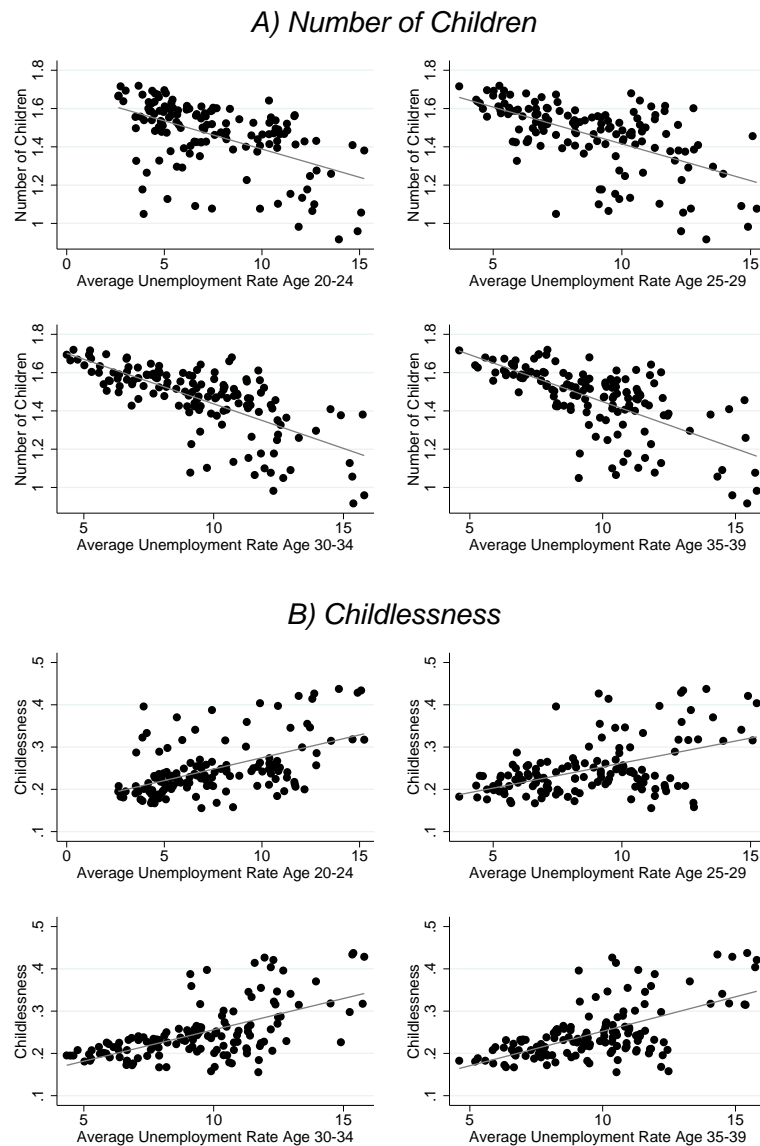 A) Number of Children
Number of Children
1 1.2 1.4 1.6 1.8
0 5 10 15
Average Unemployment Rate Age 20-24
Number of Children
1 1.2 1.4 1.6 1.8
5 10 15
Average Unemployment Rate Age 25-29
Number of Children
1 1.2 1.4 1.6 1.8
5 10 15
Average Unemployment Rate Age 30-34
Number of Children
1 1.2 1.4 1.6 1.8
5 10 15
Average Unemployment Rate Age 35-39
B) Childlessness
Childlessness
.1 .2 .3 .4 .5
0 5 10 15
Average Unemployment Rate Age 20-24
Childlessness
.1 .2 .3 .4 .5
5 10 15
Average Unemployment Rate Age 25-29
Childlessness
.1 .2 .3 .4 .5
5 10 15
Average Unemployment Rate Age 30-34
Childlessness
.1 .2 .3 .4 .5
5 10 15
Average Unemployment Rate Age 35-39